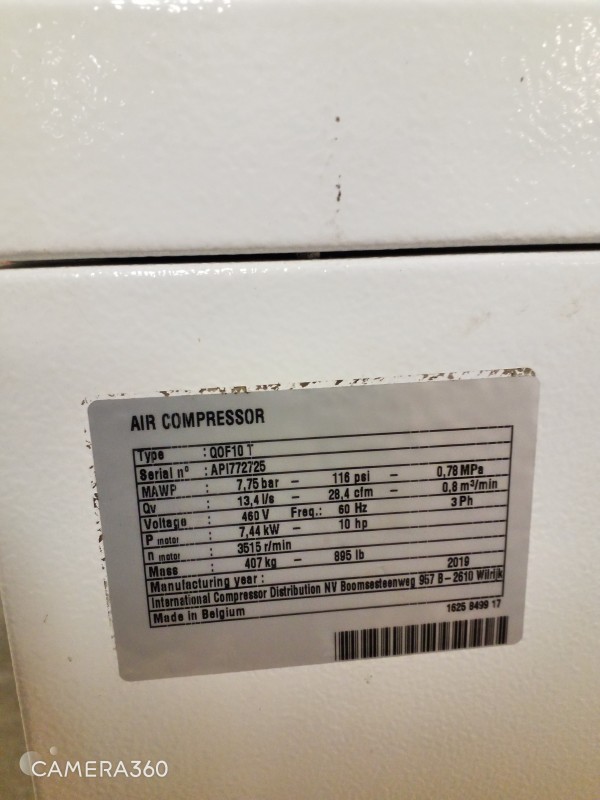 AIR COMPRESSOR
Type : QOF10 T
Serial n° : API772725
MAWP : 7,75 bar – 116 psi – 0,78 MPa
Qv : 13,4 l/s – 28,4 cfm – 0,8 m³/min
Voltage : 460 V Freq.: 60 Hz 3 Ph
P motor : 7,44 kW – 10 hp
n motor : 3515 r/min
Mass : 407 kg – 895 lb
Manufacturing year : 2019
International Compressor Distribution NV Boomsesteenweg 957 B – 2610 Wilrijk
Made in Belgium 1625 8499 17
CAMERA360